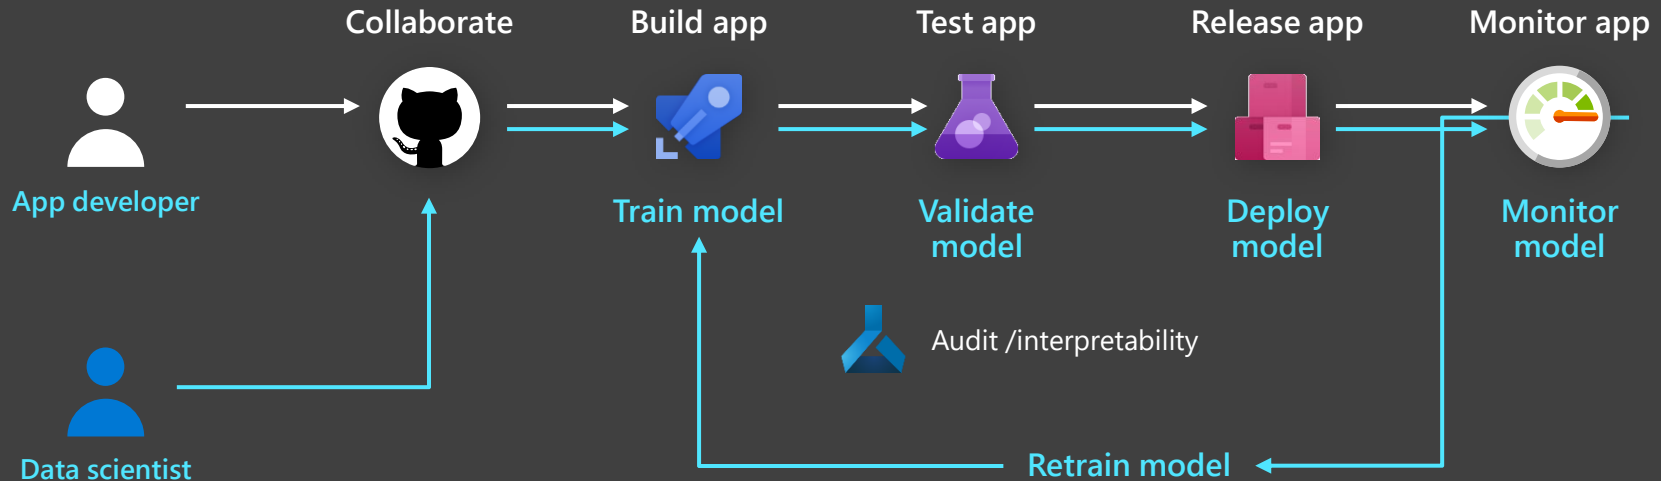 Collaborate
Build app
Test app
Release app
Monitor app
App developer
Train model
Validate
model
Deploy
model
Monitor
model
Audit /interpretability
Data scientist
Retrain model